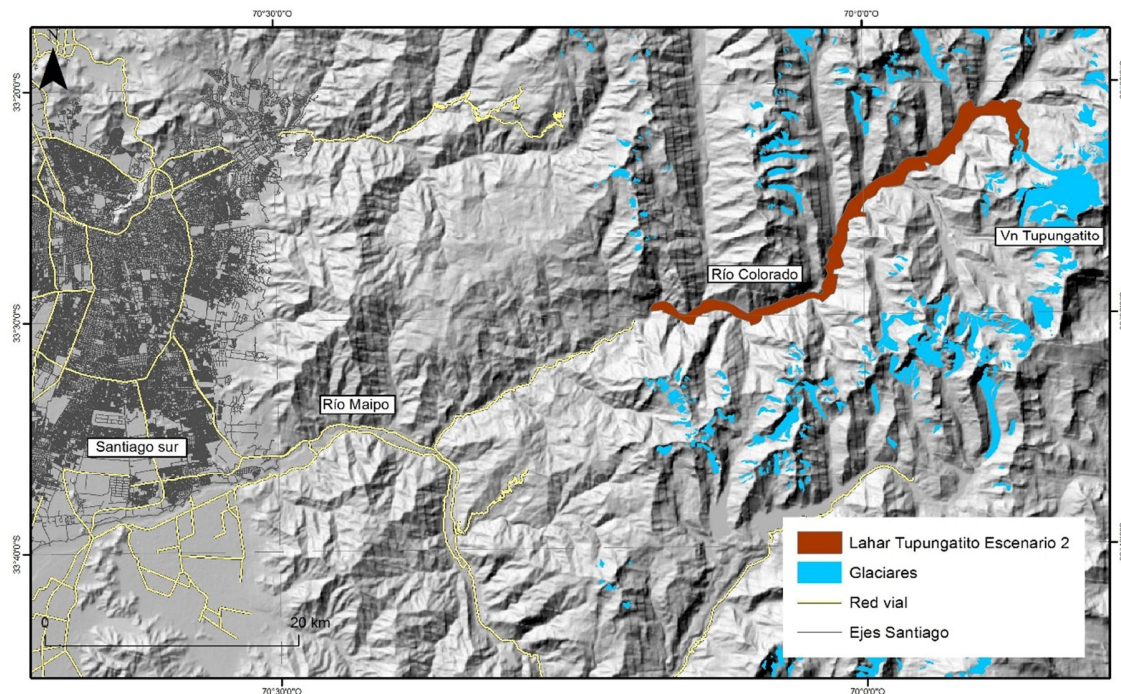 70°30'0"O
70°0'0"O
33°20'0"S
Vn Tupungatito
Río Colorado
33°30'0"S
Río Maipo
Santiago sur
33°40'0"S
Lahar Tupungatito Escenario 2
Glaciares
Red vial
Ejes Santiago
0
20 km
70°30'0"O
70°0'0"O